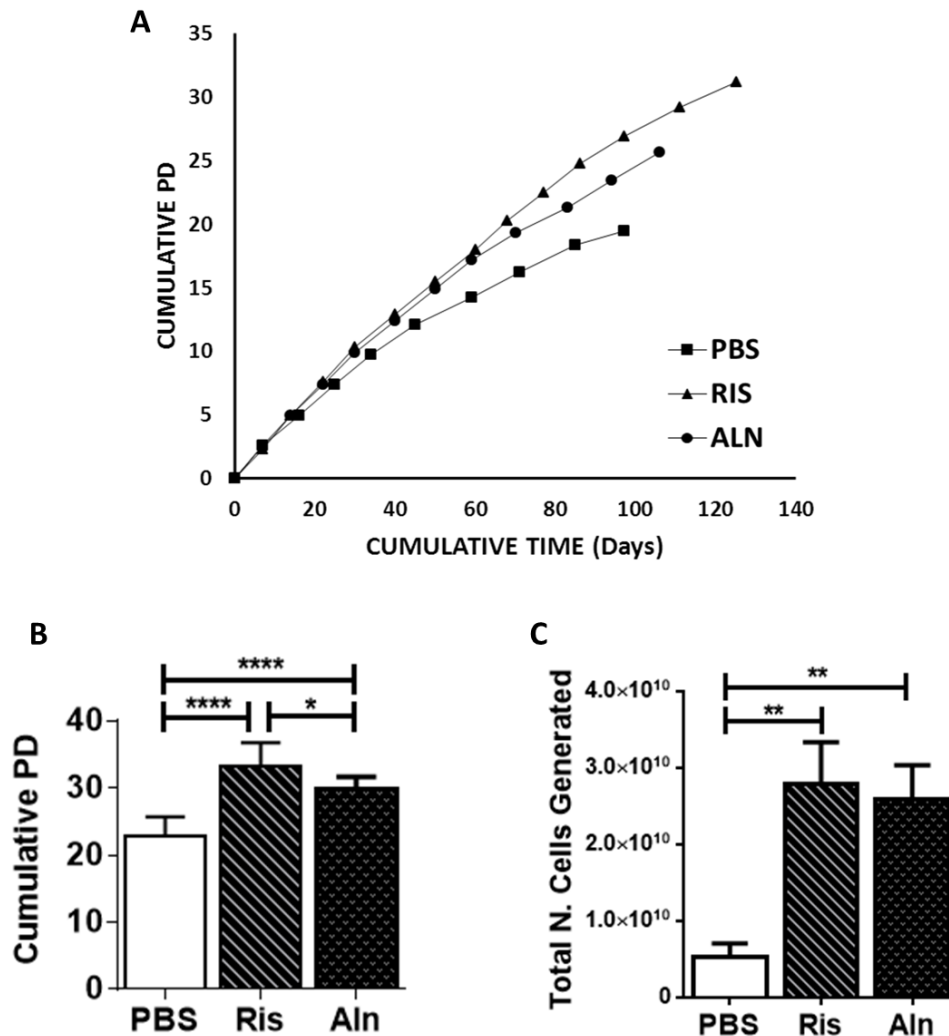 A
35
30
25
20
15
10
5
0
CUMULATIVE PD
0 20 40 60 80 100 120 140
CUMULATIVE TIME (Days)
PBS
RIS
ALN
B
****
**** *
40
30
20
10
0
Cumulative PD
PBS Ris Aln
C
**
**
4.0×10¹⁰
3.0×10¹⁰
2.0×10¹⁰
1.0×10¹⁰
0
Total N. Cells Generated
PBS Ris Aln